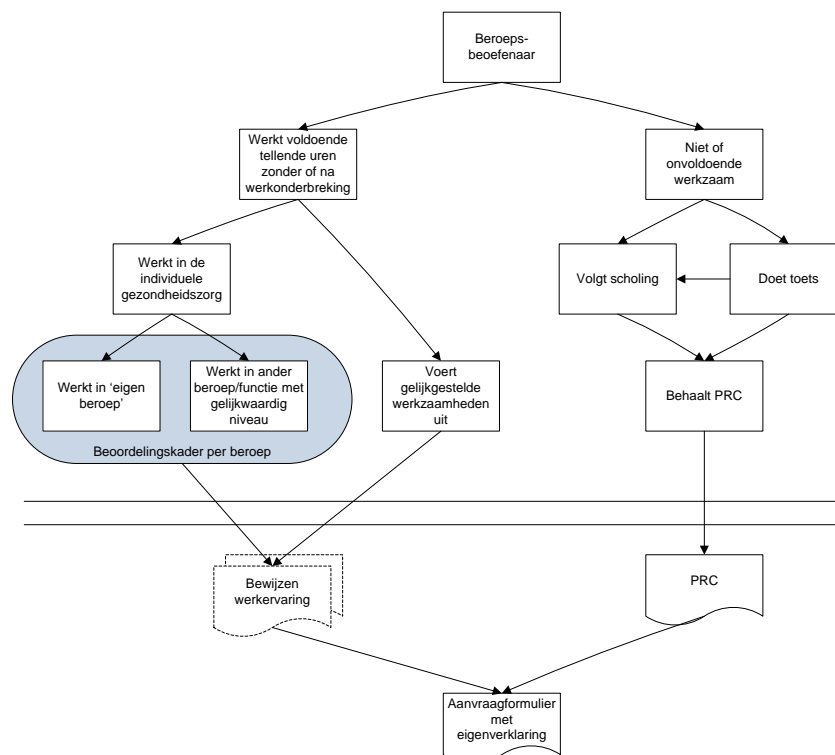 Beroeps-
beoefenaar
Werkt voldoende
tellende uren
zonder of na
werkonderbreking
Niet of
onvoldoende
werkzaam
Werkt in de
individuele
gezondheidszorg
Volgt scholing
Doet toets
Werkt in ‘eigen
beroep’
Werkt in ander
beroep/functie met
gelijkwaardig
niveau
Voert
gelijkgestelde
werkzaamheden
uit
Behaalt PRC
Beoordelingskader per beroep
Bewijzen
werkervaring
PRC
Aanvraagformulier
met
eigenverklaring